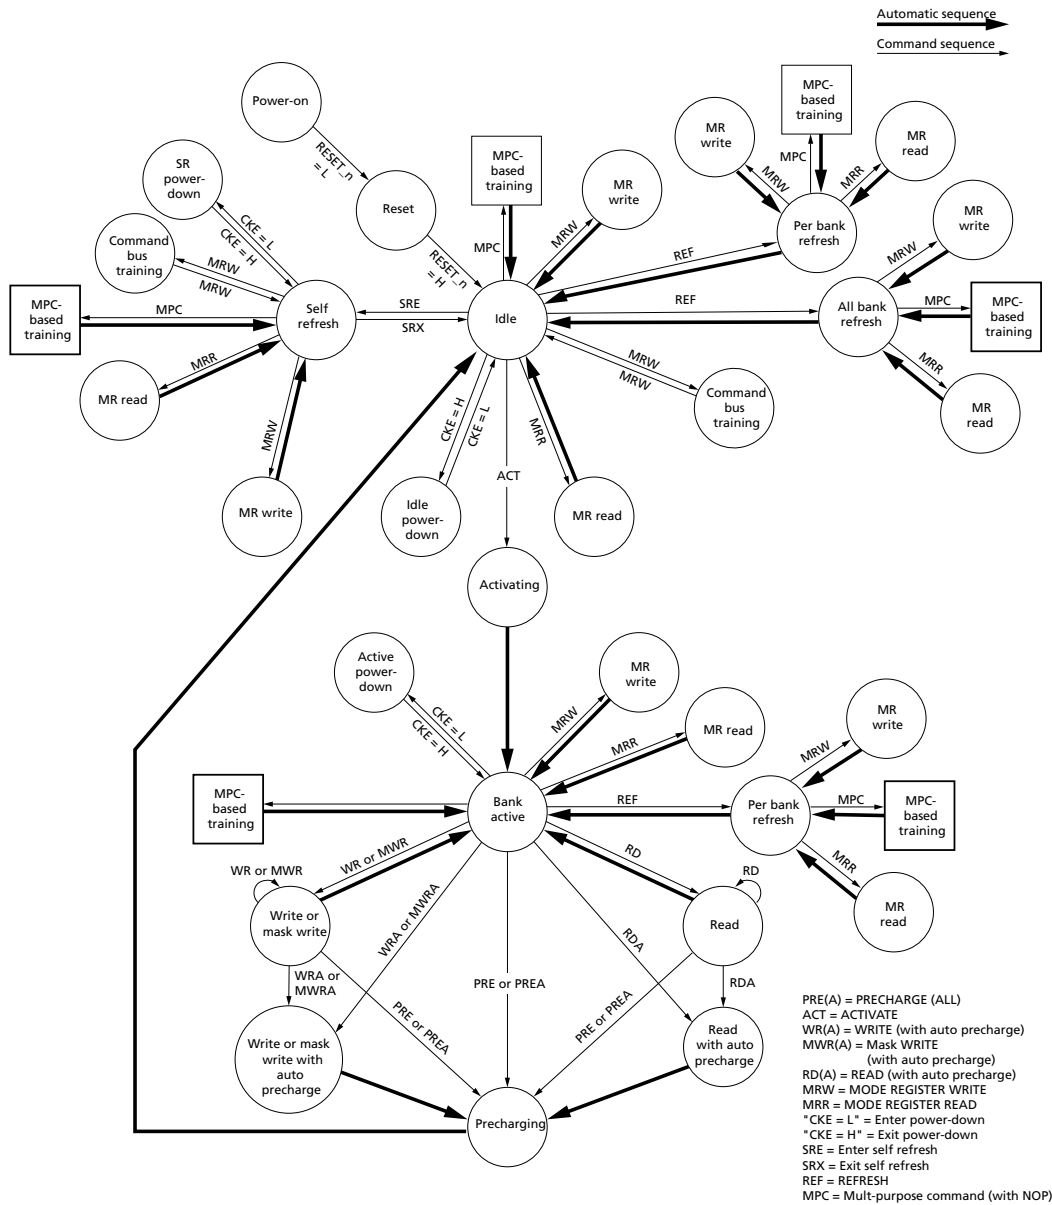 Automatic sequence
Command sequence
Power-on
RESET_n
= L
Reset
RESET_n
= H
SR
power-
down
CKE = L
CKE = H
Command
bus
training
MRW
MRW
MPC-
based
training
MPC
MRR
MR read
MRW
MR write
Self
refresh
SRE
SRX
MPC-
based
training
MPC
MRW
MR
write
Idle
MR
write
MRW
MPC-
based
training
MPC
MR
read
MRR
Per bank
refresh
REF
MR
write
MRW
REF
All bank
refresh
MPC
MPC-
based
training
MRR
MR
read
MRW
MRW
Command
bus
training
CKE = H
CKE = L
Idle
power-
down
ACT
MRR
MR read
Activating
Active
power-
down
CKE = L
CKE = H
MR
write
MRW
MR read
MRR
MPC-
based
training
Bank
active
REF
Per bank
refresh
MR
write
MRW
MPC
MPC-
based
training
MRR
MR
read
WR or MWR
WR or MWR
Write or
mask write
WRA or MWRA
RD
RD
Read
RDA
WRA or
MWRA
PRE or PREA
PRE or PREA
PRE or PREA
RDA
Write or mask
write with
auto
precharge
Read
with auto
precharge
Precharging
PRE(A) = PRECHARGE (ALL)
ACT = ACTIVATE
WR(A) = WRITE (with auto precharge)
MWR(A) = Mask WRITE
(with auto precharge)
RD(A) = READ (with auto precharge)
MRW = MODE REGISTER WRITE
MRR = MODE REGISTER READ
"CKE = L" = Enter power-down
"CKE = H" = Exit power-down
SRE = Enter self refresh
SRX = Exit self refresh
REF = REFRESH
MPC = Mult-purpose command (with NOP)